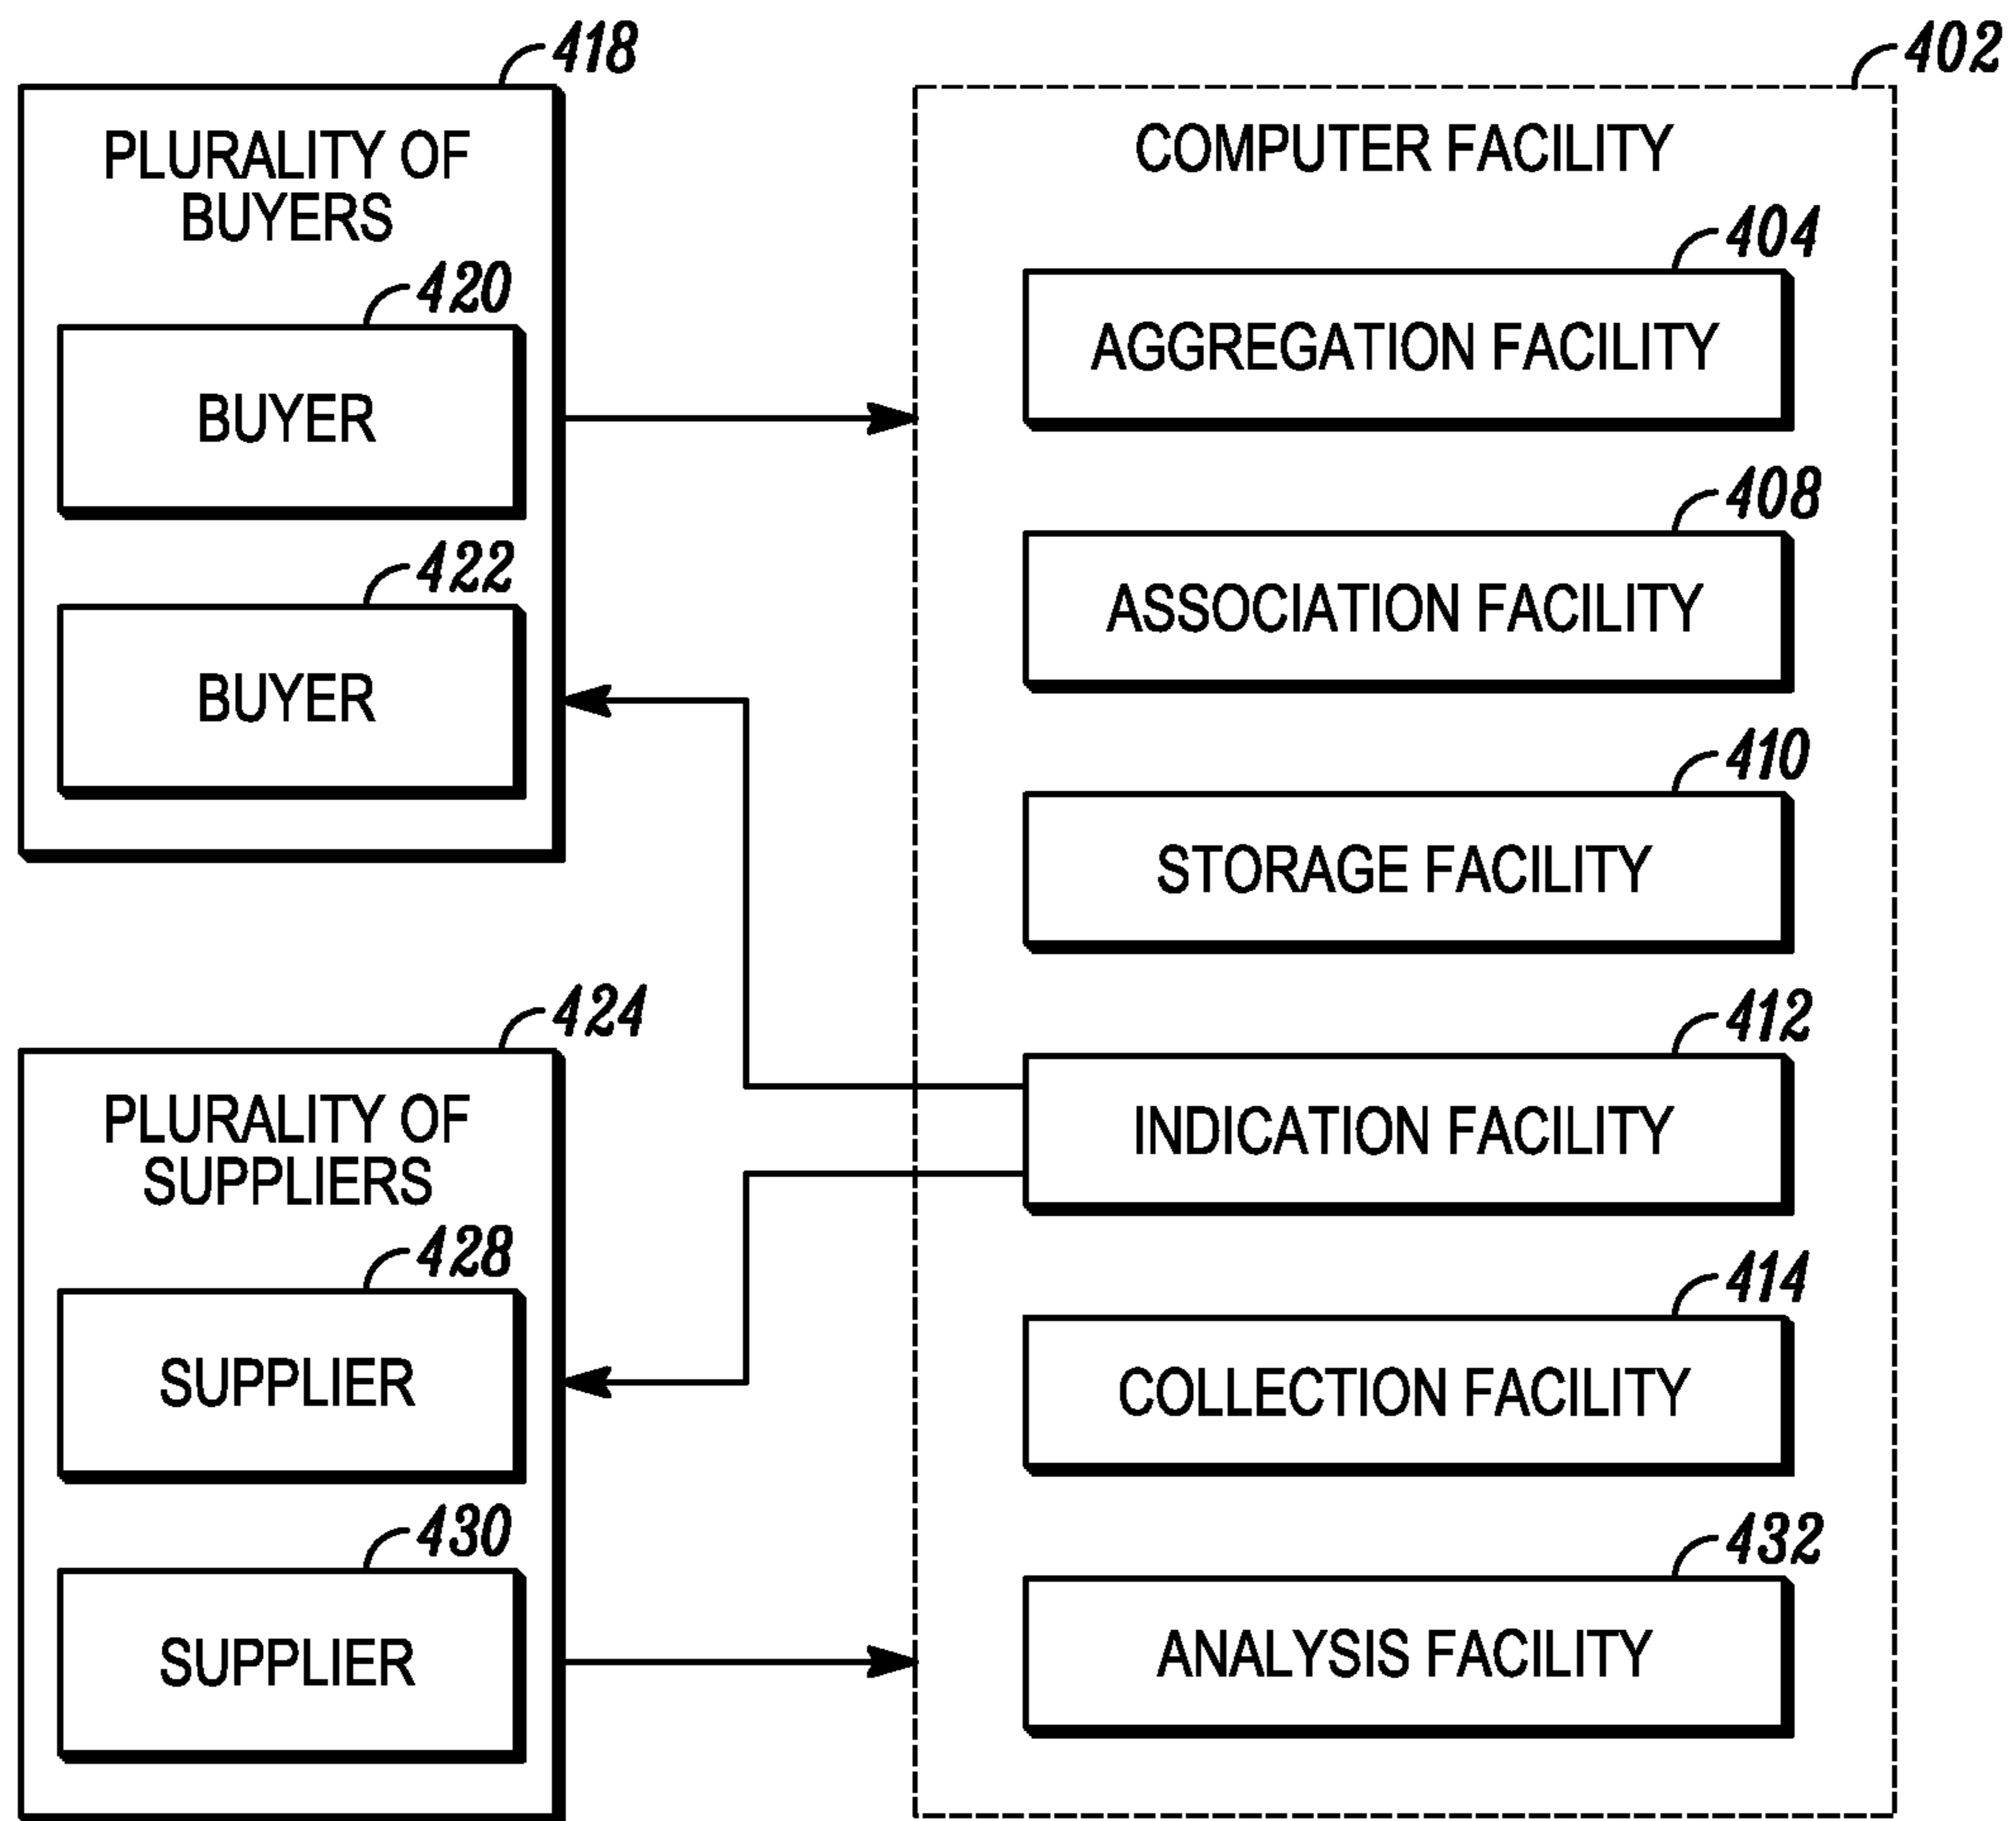 418
PLURALITY OF
BUYERS
420
BUYER
422
BUYER
424
PLURALITY OF
SUPPLIERS
428
SUPPLIER
430
SUPPLIER
402
COMPUTER FACILITY
404
AGGREGATION FACILITY
408
ASSOCIATION FACILITY
410
STORAGE FACILITY
412
INDICATION FACILITY
414
COLLECTION FACILITY
432
ANALYSIS FACILITY